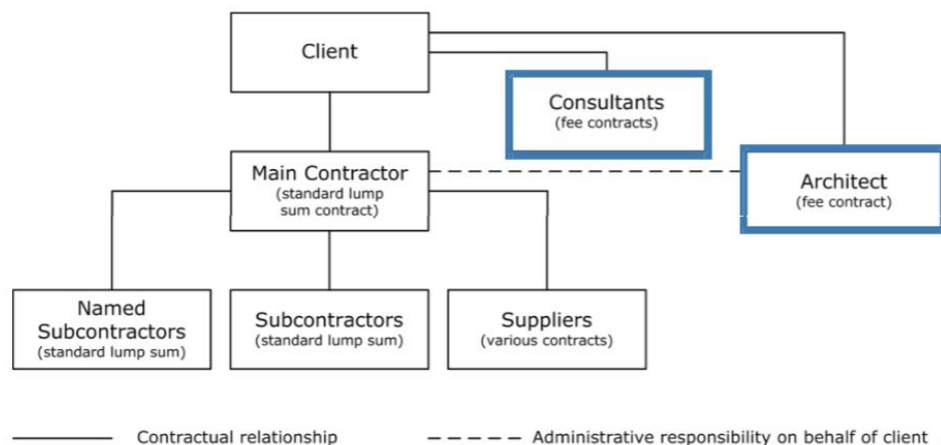 Client
Consultants
(fee contracts)
Main Contractor
(standard lump
sum contract)
Architect
(fee contract)
Named
Subcontractors
(standard lump sum)
Subcontractors
(standard lump sum)
Suppliers
(various contracts)
Contractual relationship
Administrative responsibility on behalf of client